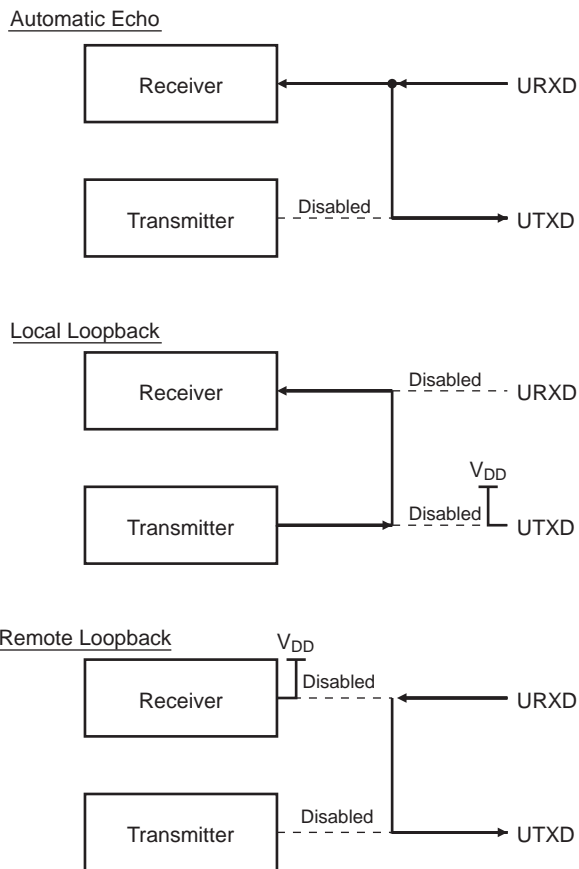 Automatic Echo
Receiver
URXD
Disabled
Transmitter
UTXD
Local Loopback
Disabled
Receiver
URXD
VDD
Disabled
Transmitter
UTXD
Remote Loopback
VDD
Disabled
Receiver
URXD
Disabled
Transmitter
UTXD